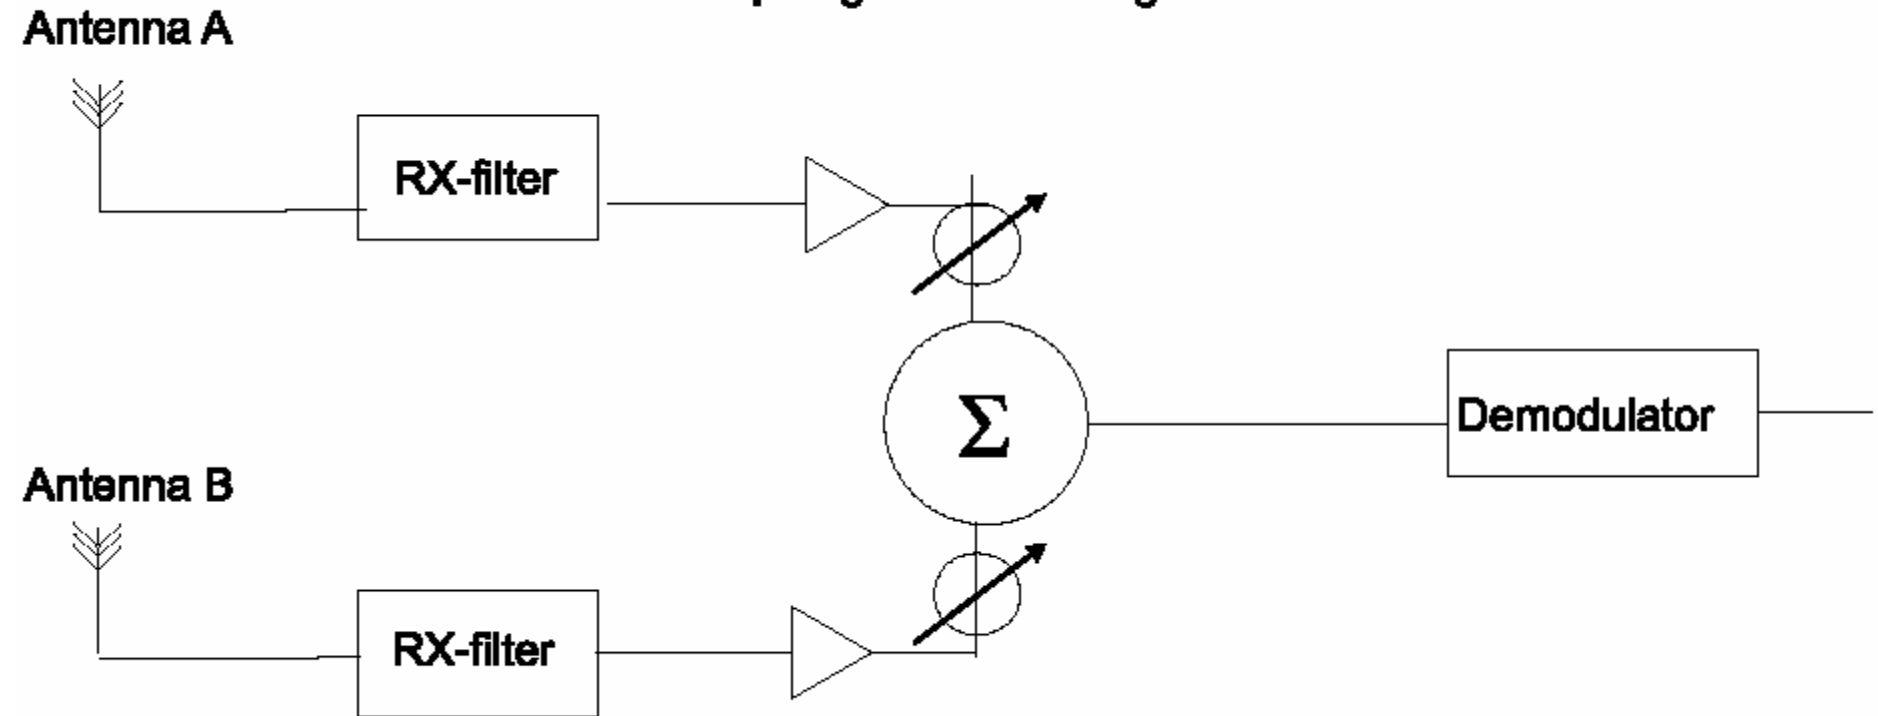 Antenna A
RX-filter
Σ
Demodulator
Antenna B
RX-filter